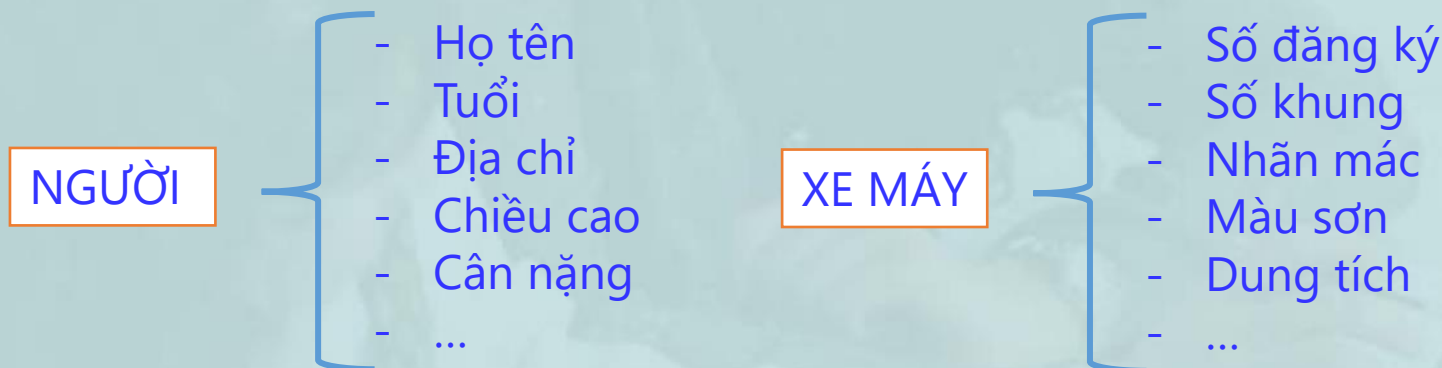 NGƯỜI
- Họ tên
- Tuổi
- Địa chỉ
- Chiều cao
- Cân nặng
- ...
XE MÁY
- Số đăng ký
- Số khung
- Nhãn mác
- Màu sơn
- Dung tích
- ...